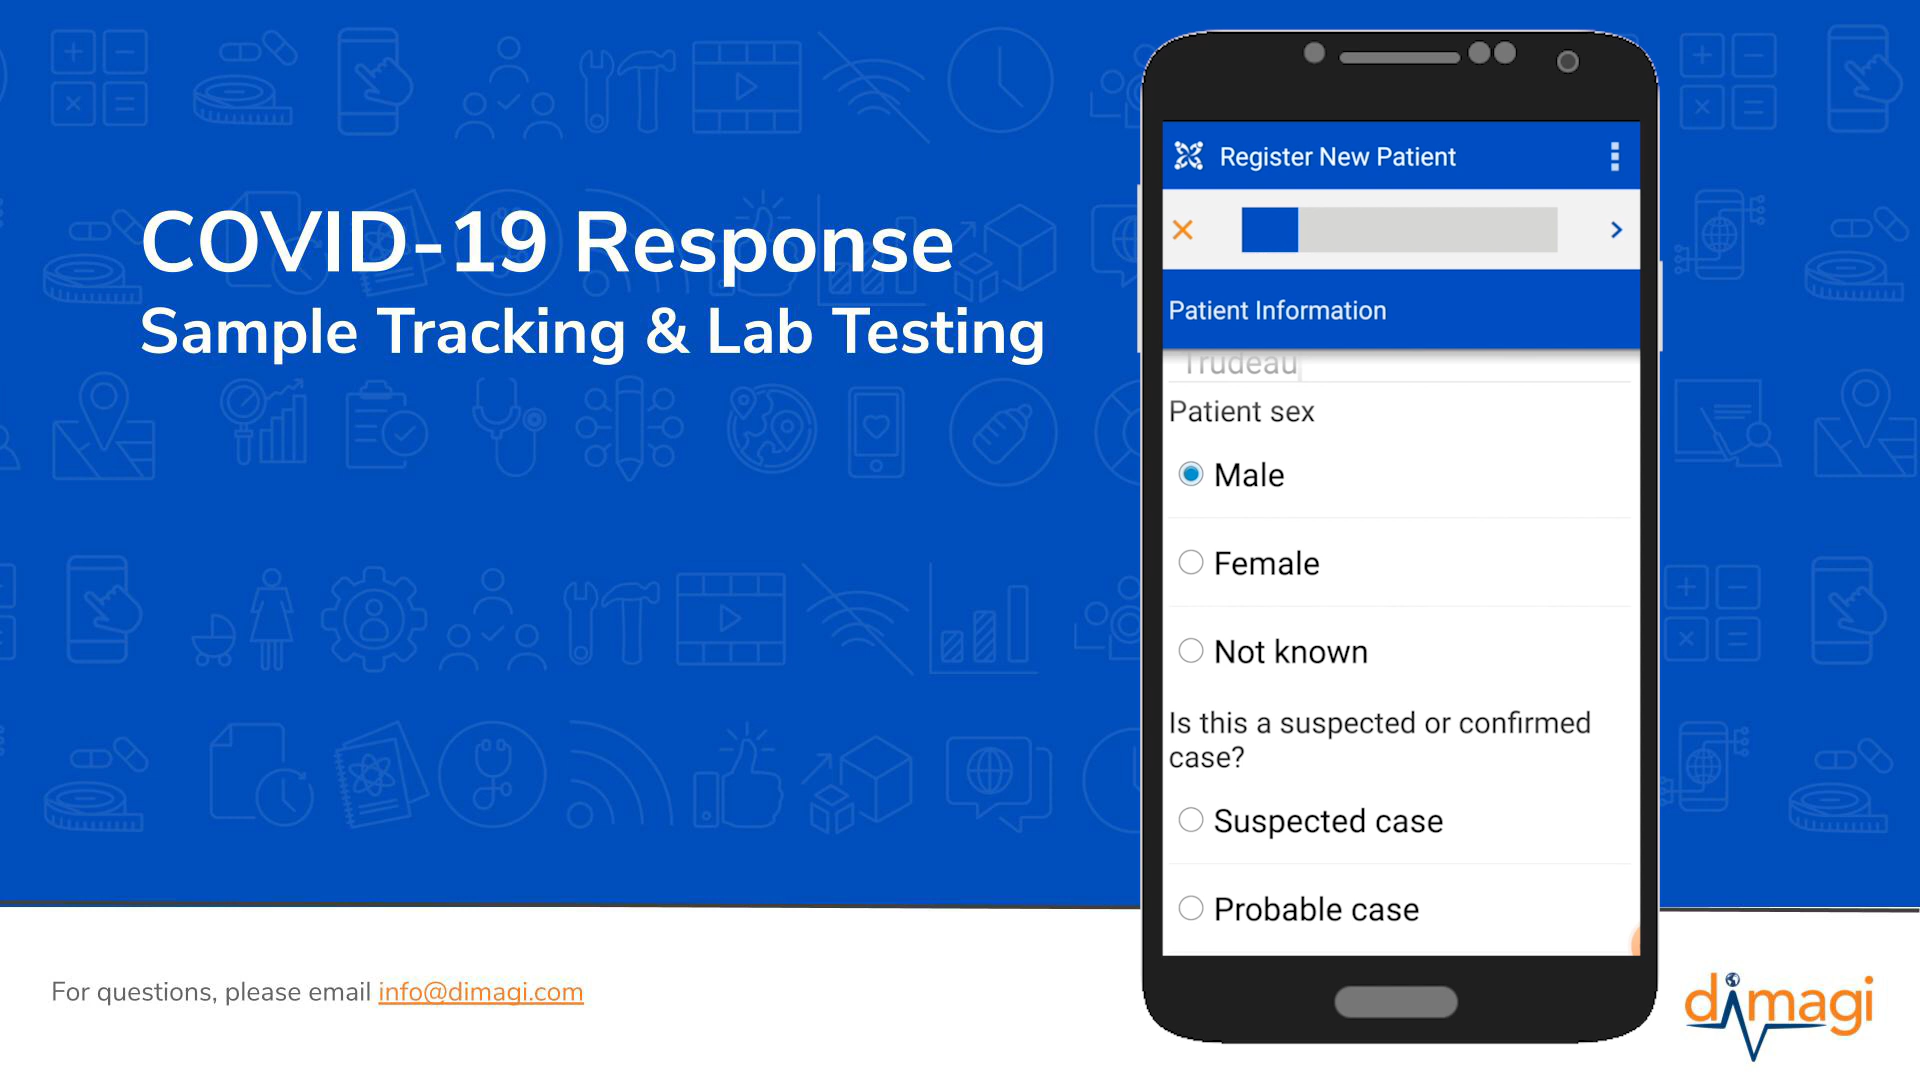 COVID-19 Response
Sample Tracking & Lab Testing
Register New Patient
Patient Information
Trudeau
Patient sex
Male
Female
Not known
Is this a suspected or confirmed
case?
Suspected case
Probable case
For questions, please email info@dimagi.com
dimagi